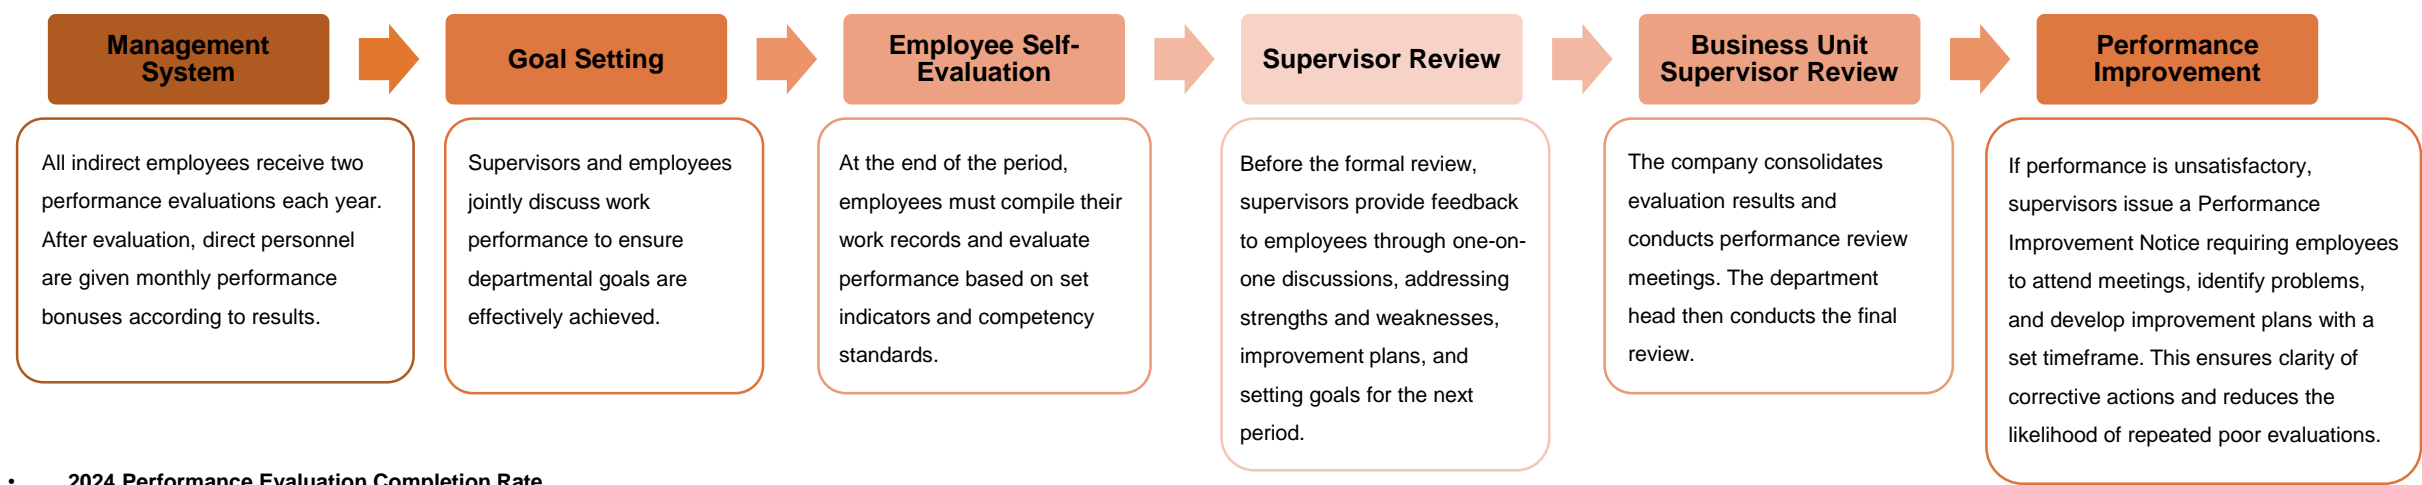 Management
System
Goal Setting
Employee Self-
Evaluation
Supervisor Review
Business Unit
Supervisor Review
Performance
Improvement
All indirect employees receive two
performance evaluations each year.
After evaluation, direct personnel
are given monthly performance
bonuses according to results.
Supervisors and employees
jointly discuss work
performance to ensure
departmental goals are
effectively achieved.
At the end of the period,
employees must compile their
work records and evaluate
performance based on set
indicators and competency
standards.
Before the formal review,
supervisors provide feedback
to employees through one-on-
one discussions, addressing
strengths and weaknesses,
improvement plans, and
setting goals for the next
period.
The company consolidates
evaluation results and
conducts performance review
meetings. The department
head then conducts the final
review.
If performance is unsatisfactory,
supervisors issue a Performance
Improvement Notice requiring employees
to attend meetings, identify problems,
and develop improvement plans with a
set timeframe. This ensures clarity of
corrective actions and reduces the
likelihood of repeated poor evaluations.
• 2024 Performance Evaluation Completion Rate